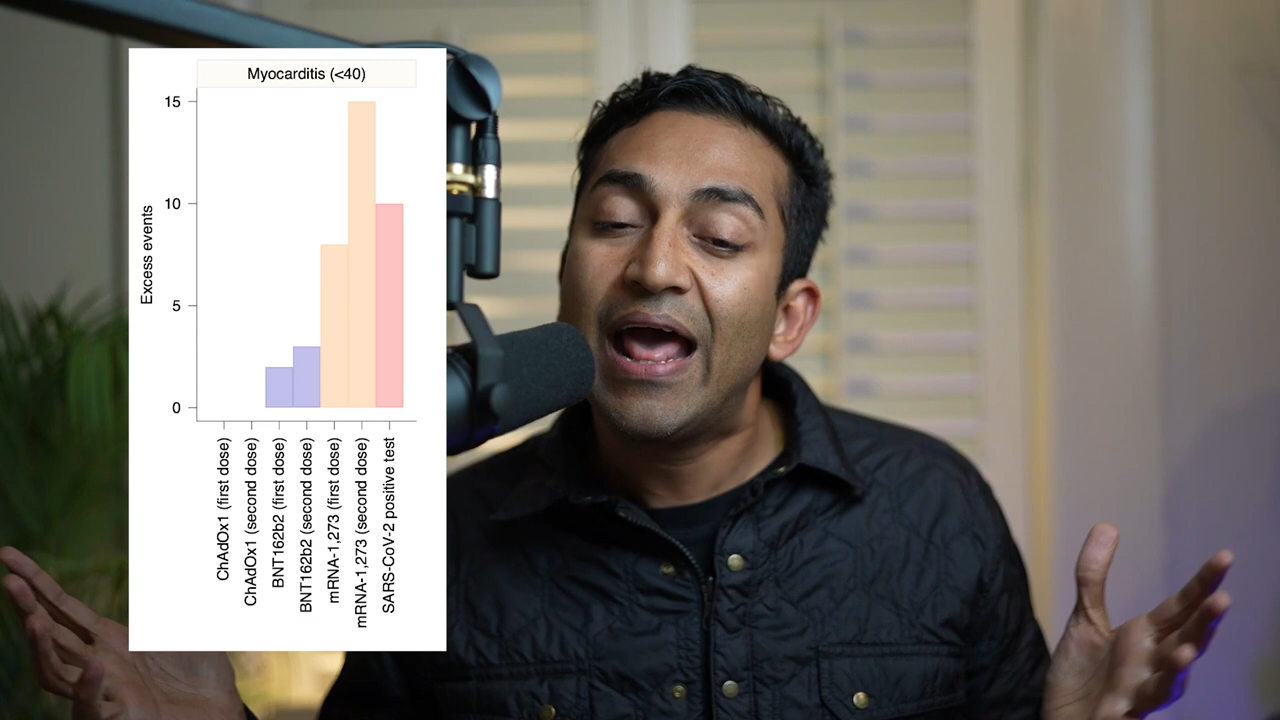 Myocarditis (<40)
15
10
5
0
Excess events
ChAdOx1 (first dose)
ChAdOx1 (second dose)
BNT162b2 (first dose)
BNT162b2 (second dose)
mRNA-1,273 (first dose)
mRNA-1,273 (second dose)
SARS-CoV-2 positive test